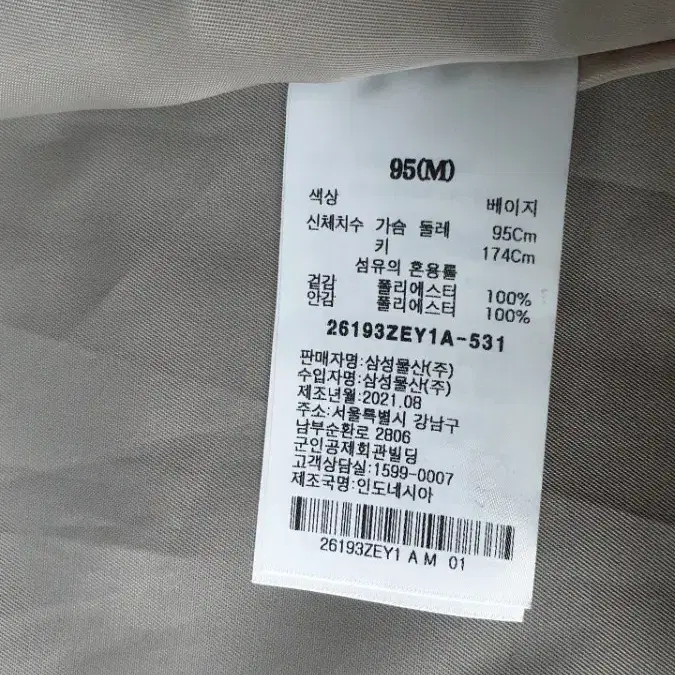 95(M)
색상 베이지
신체치수 가슴 둘레 95Cm
키 174Cm
섬유의 혼용률
겉감 폴리에스터 100%
안감 폴리에스터 100%
26193ZEY1A-531
판매자명:삼성물산(주)
수입자명:삼성물산(주)
제조년월:2021.08
주소:서울특별시 강남구
남부순환로 2806
군인공제회관빌딩
고객상담실:1599-0007
제조국명:인도네시아
26193ZEY1 A M 01